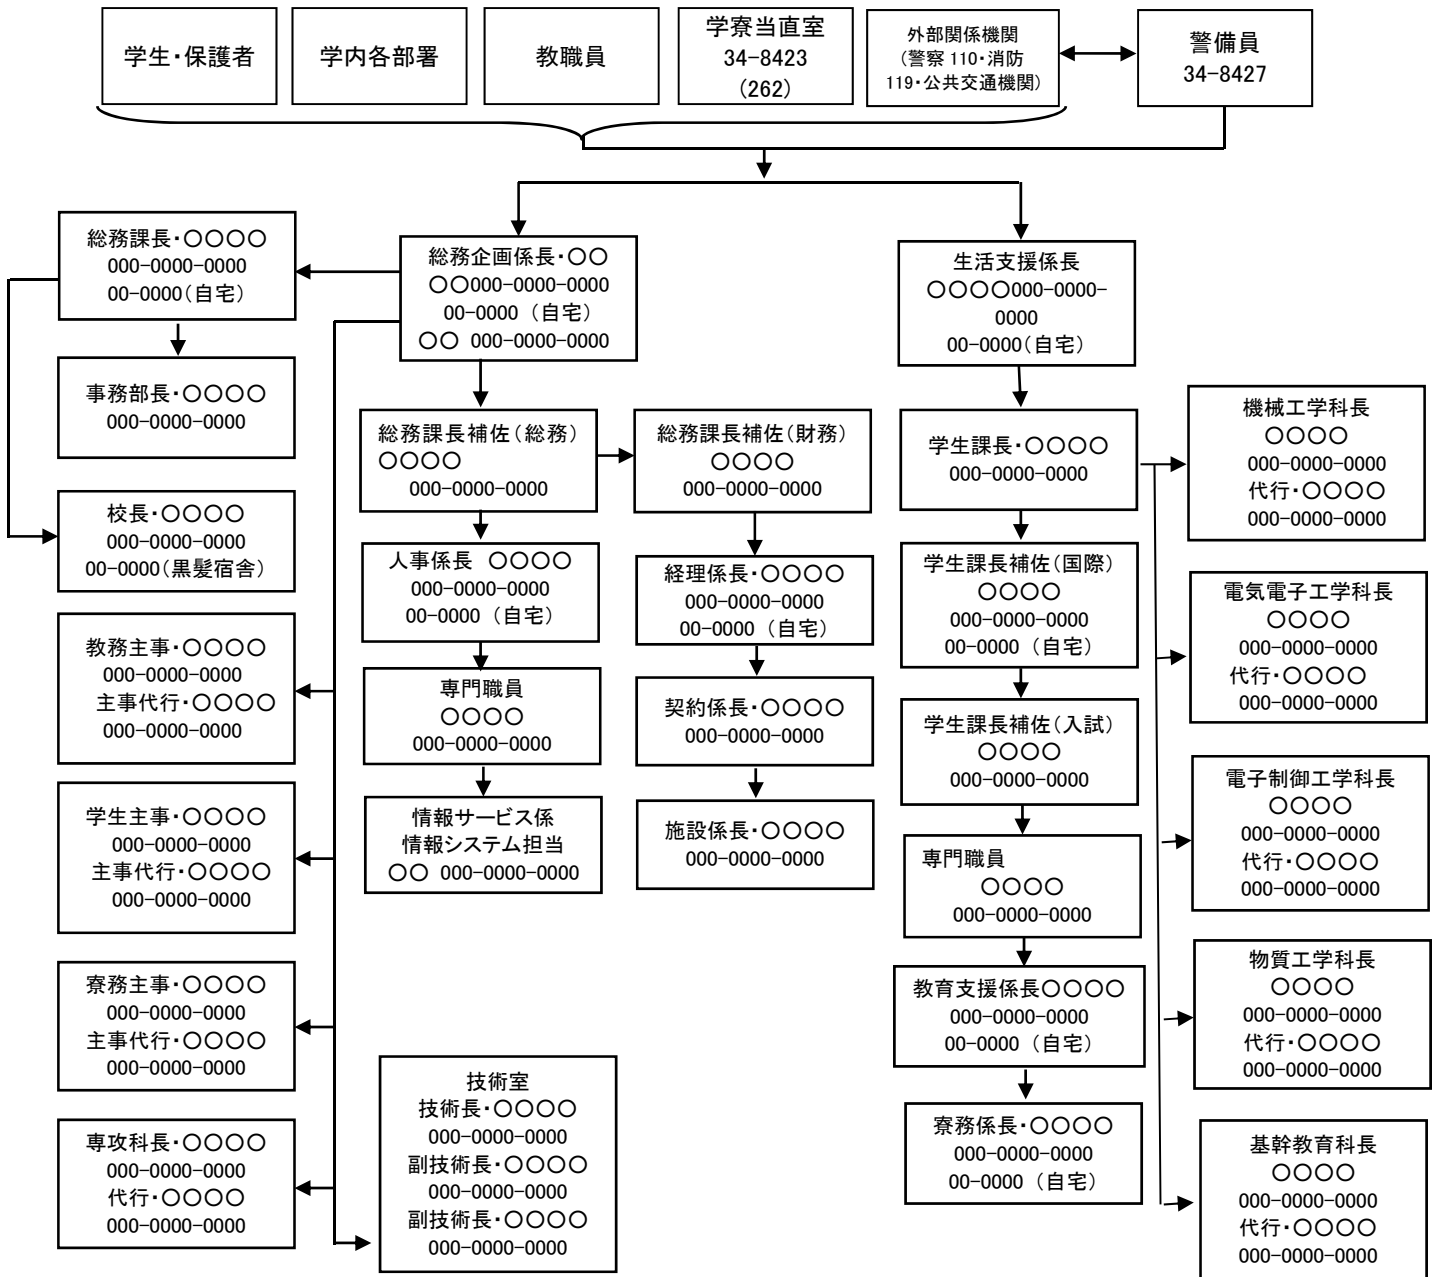 学生・保護者
学内各部署
教職員
学寮当直室
34-8423
(262)
外部関係機関
(警察 110・消防
119・公共交通機関)
警備員
34-8427
総務課長・〇〇〇〇
000-0000-0000
00-0000(自宅)
事務部長・〇〇〇〇
000-0000-0000
校長・〇〇〇〇
000-0000-0000
00-0000(黒髪宿舎)
教務主事・〇〇〇〇
000-0000-0000
主事代行・〇〇〇〇
000-0000-0000
学生主事・〇〇〇〇
000-0000-0000
主事代行・〇〇〇〇
000-0000-0000
寮務主事・〇〇〇〇
000-0000-0000
主事代行・〇〇〇〇
000-0000-0000
専攻科長・〇〇〇〇
000-0000-0000
代行・〇〇〇〇
000-0000-0000
総務企画係長・〇〇
〇〇000-0000-0000
00-0000 (自宅)
〇〇 000-0000-0000
総務課長補佐(総務)
〇〇〇〇
000-0000-0000
人事係長 〇〇〇〇
000-0000-0000
00-0000 (自宅)
専門職員
〇〇〇〇
000-0000-0000
情報サービス係
情報システム担当
〇〇 000-0000-0000
技術室
技術長・〇〇〇〇
000-0000-0000
副技術長・〇〇〇〇
000-0000-0000
副技術長・〇〇〇〇
000-0000-0000
総務課長補佐(財務)
〇〇〇〇
000-0000-0000
経理係長・〇〇〇〇
000-0000-0000
00-0000 (自宅)
契約係長・〇〇〇〇
000-0000-0000
施設係長・〇〇〇〇
000-0000-0000
生活支援係長
〇〇〇〇000-0000-
0000
00-0000(自宅)
学生課長・〇〇〇〇
000-0000-0000
学生課長補佐(国際)
〇〇〇〇
000-0000-0000
00-0000 (自宅)
学生課長補佐(入試)
〇〇〇〇
000-0000-0000
専門職員
〇〇〇〇
000-0000-0000
教育支援係長〇〇〇〇
000-0000-0000
00-0000 (自宅)
寮務係長・〇〇〇〇
000-0000-0000
00-0000 (自宅)
機械工学科長
〇〇〇〇
000-0000-0000
代行・〇〇〇〇
000-0000-0000
電気電子工学科長
〇〇〇〇
000-0000-0000
代行・〇〇〇〇
000-0000-0000
電子制御工学科長
〇〇〇〇
000-0000-0000
代行・〇〇〇〇
000-0000-0000
物質工学科長
〇〇〇〇
000-0000-0000
代行・〇〇〇〇
000-0000-0000
基幹教育科長
〇〇〇〇
000-0000-0000
代行・〇〇〇〇
000-0000-0000